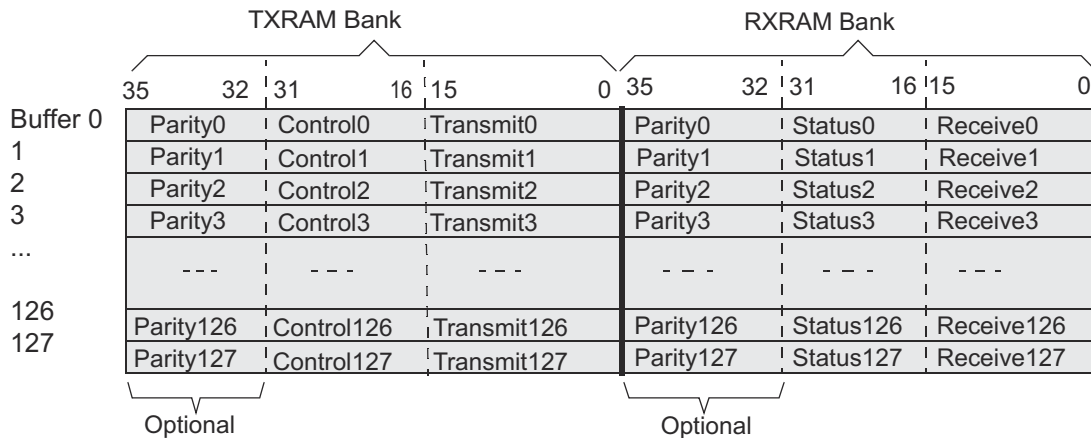 TXRAM Bank RXRAM Bank
35 32 31 16 15 0 35 32 31 16 15 0
Buffer 0 Parity0 Control0 Transmit0 Parity0 Status0 Receive0
1 Parity1 Control1 Transmit1 Parity1 Status1 Receive1
2 Parity2 Control2 Transmit2 Parity2 Status2 Receive2
3 Parity3 Control3 Transmit3 Parity3 Status3 Receive3
...
126 Parity126 Control126 Transmit126 Parity126 Status126 Receive126
127 Parity127 Control127 Transmit127 Parity127 Status127 Receive127
Optional Optional